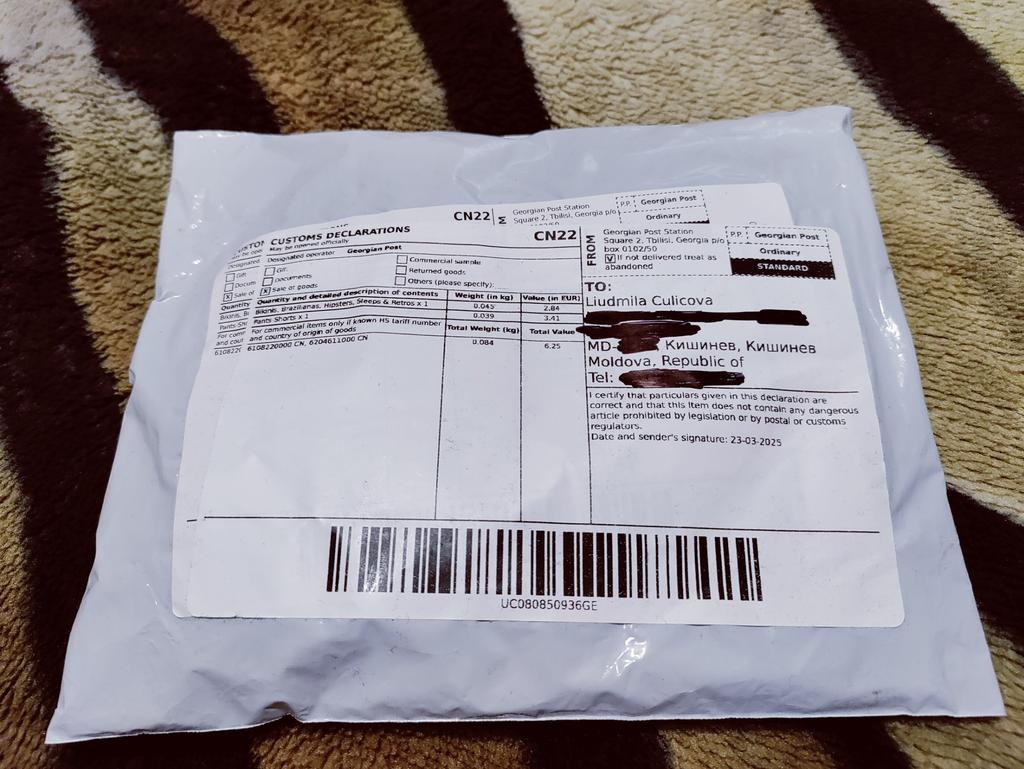 CN22
Georgian Post Station
Square 2, Tbilisi, Georgia p/o
P.P.
Georgian Post
Ordinary
CUSTOMS DECLARATIONS
May be opened officially
CN22
Designated operator
Georgian Post
Gift
Commercial sample
Documents
Returned goods
X Sale of goods
Others (please specify):
Quantity and detailed description of contents
Weight (in kg)
Value (in EUR)
Bikinis, Brazilianas, Hipsters, Sleeps & Retros x 1
0.045
2.84
Pants Shorts x 1
0.039
3.41
For commercial items only if known HS tariff number
and country of origin of goods
Total Weight (kg)
Total Value
6108220000 CN, 6204611000 CN
0.084
6.25
FROM
Georgian Post Station
Square 2, Tbilisi, Georgia p/o
box 0102/50
V If not delivered treat as
abandoned
P.P.
Georgian Post
Ordinary
STANDARD
TO:
Liudmila Culicova
MD- Кишинев, Кишинев
Moldova, Republic of
Tel:
I certify that particulars given in this declaration are
correct and that this item does not contain any dangerous
article prohibited by legislation or by postal or customs
regulators.
Date and sender's signature: 23-03-2025
UC080850936GE